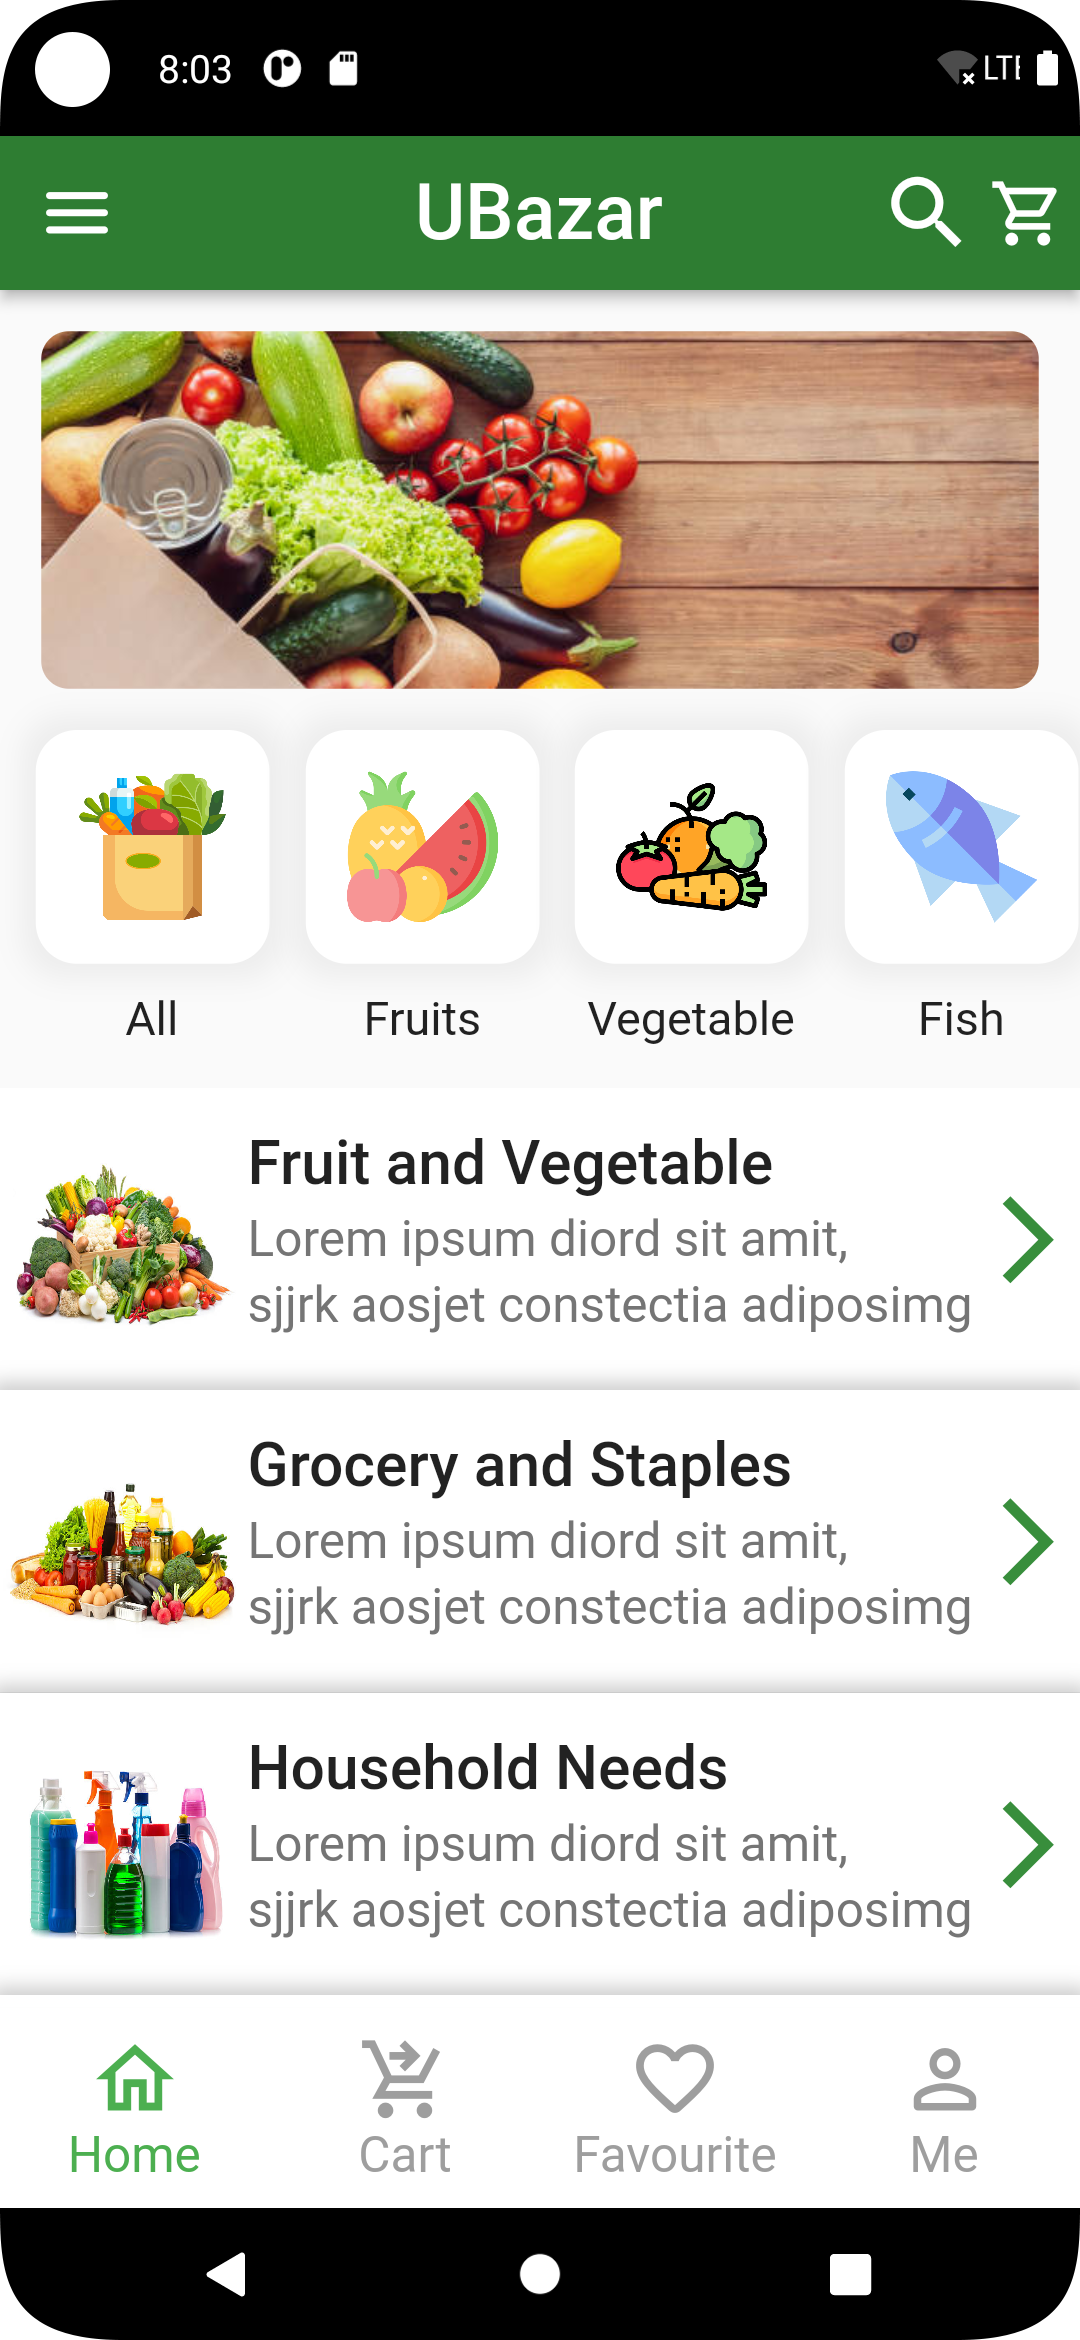 8:03
LTE
UBazar
All
Fruits
Vegetable
Fish
Fruit and Vegetable
Lorem ipsum diord sit amit,
sjjrk aosjet constectia adiposimg
Grocery and Staples
Lorem ipsum diord sit amit,
sjjrk aosjet constectia adiposimg
Household Needs
Lorem ipsum diord sit amit,
sjjrk aosjet constectia adiposimg
Home
Cart
Favourite
Me